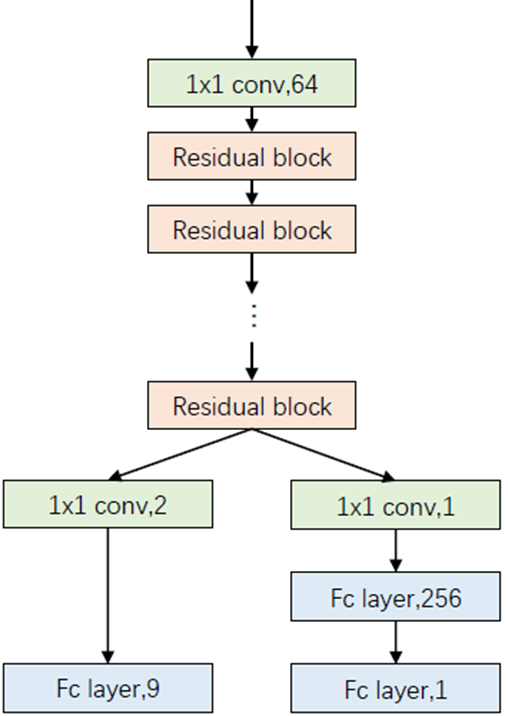 1x1 conv,64
Residual block
Residual block
⋮
Residual block
1x1 conv,2
1x1 conv,1
Fc layer,256
Fc layer,9
Fc layer,1